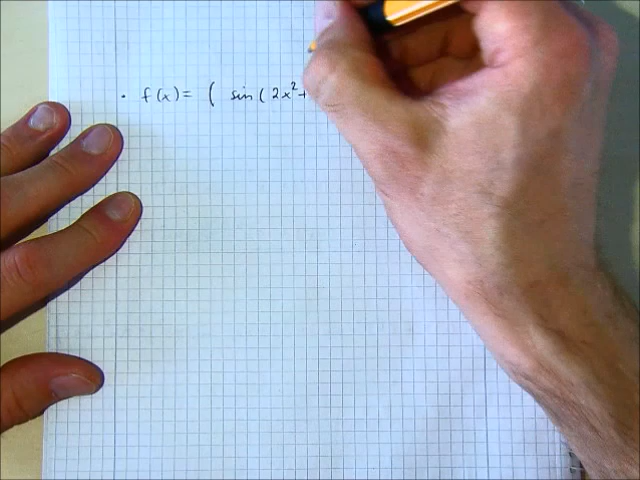 • f(x) = ( sin(2x²+